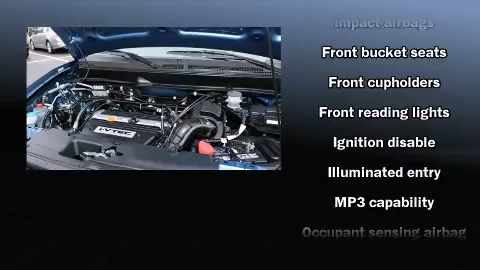 Impact airbags
Front bucket seats
Front cupholders
Front reading lights
Ignition disable
Illuminated entry
MP3 capability
Occupant sensing airbag
i-VTEC